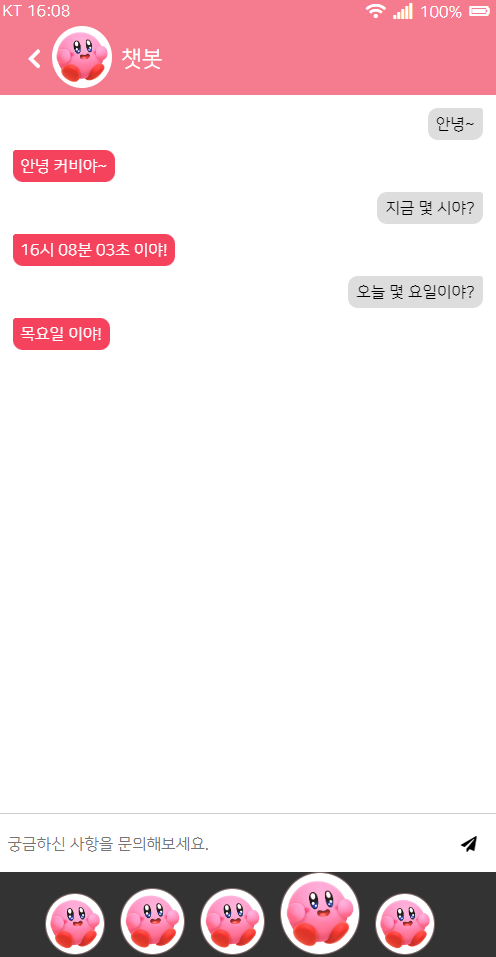 KT 16:08 100%
챗봇
안녕~
안녕 커비야~
지금 몇 시야?
16시 08분 03초 이야!
오늘 몇 요일이야?
목요일 이야!
궁금하신 사항을 문의해보세요.